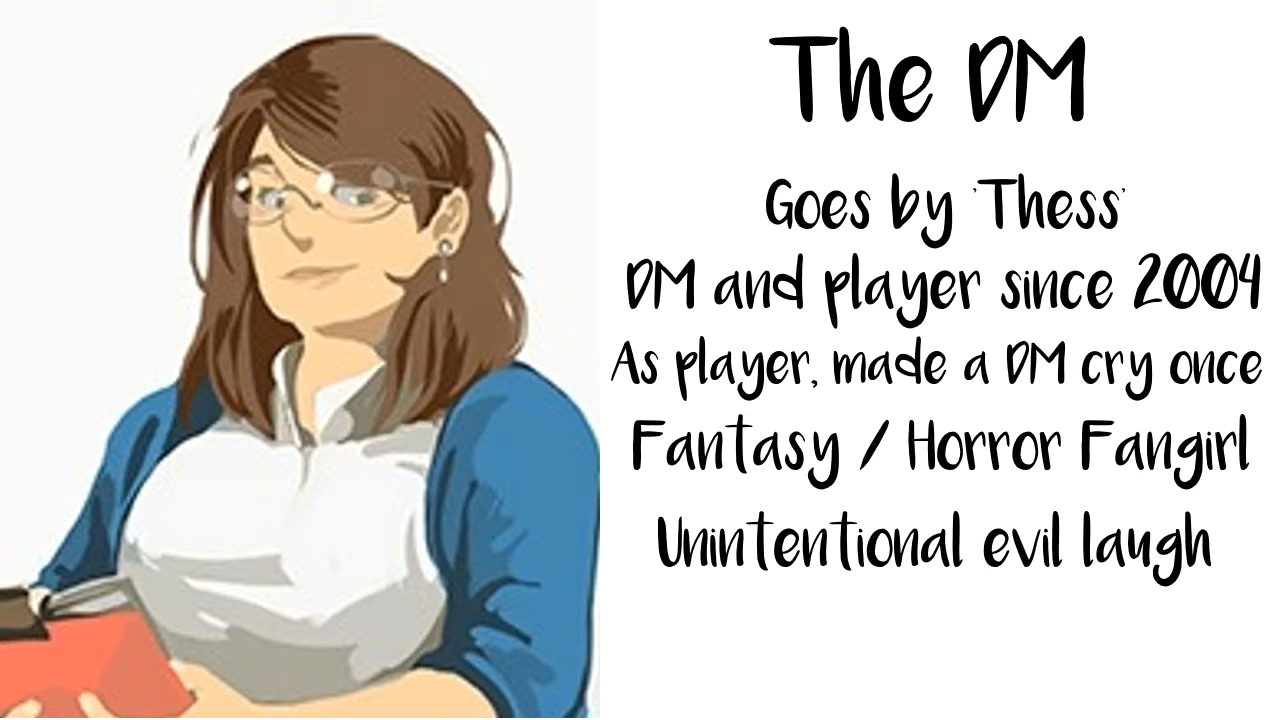 The DM
Goes by 'Thess'
DM and player since 2004
As player, made a DM cry once
Fantasy / Horror Fangirl
Unintentional evil laugh